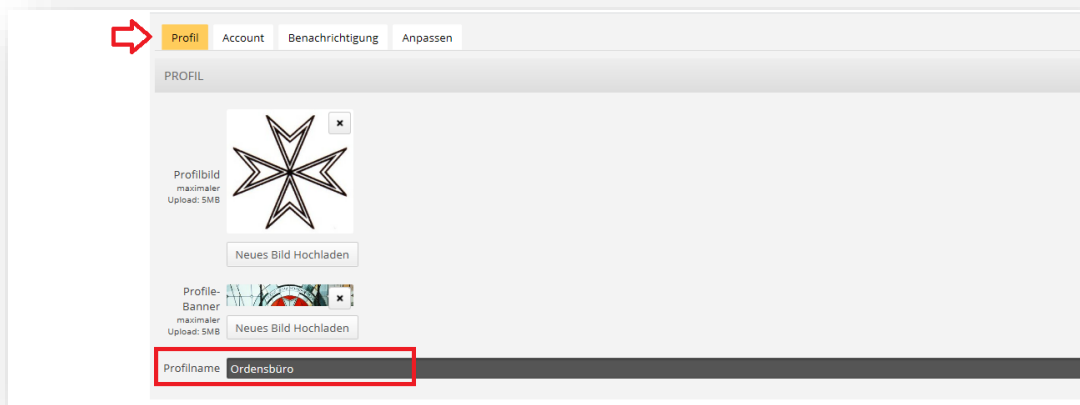 Profil Account Benachrichtigung Anpassen
PROFIL
Profilbild
maximaler
Upload: 5MB
Neues Bild Hochladen
Profile-
Banner
maximaler
Upload: 5MB
Neues Bild Hochladen
Profilname Ordensbüro